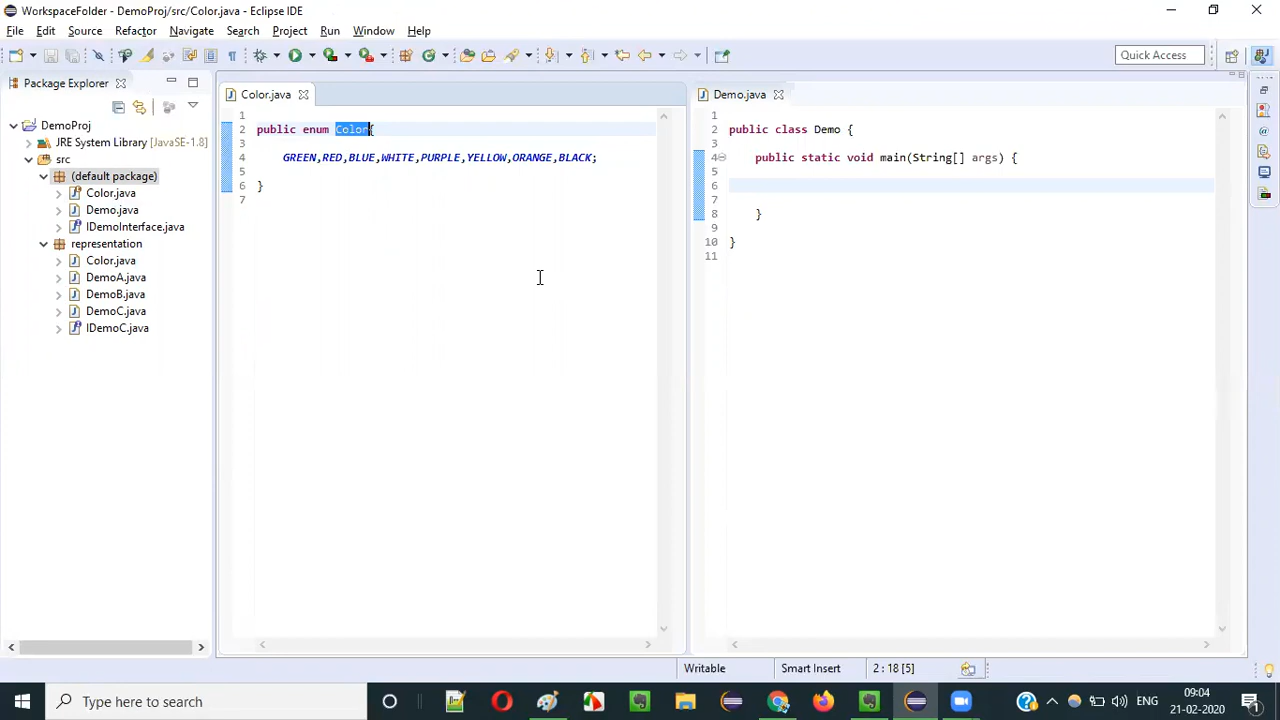 WorkspaceFolder - DemoProj/src/Color.java - Eclipse IDE
File Edit Source Refactor Navigate Search Project Run Window Help
Quick Access
Package Explorer
DemoProj
JRE System Library [JavaSE-1.8]
src
(default package)
Color.java
Demo.java
IDemoInterface.java
representation
Color.java
DemoA.java
DemoB.java
DemoC.java
IDemoC.java
Color.java
1
2 public enum Color{
3
4 GREEN,RED,BLUE,WHITE,PURPLE,YELLOW,ORANGE,BLACK;
5
6 }
7
Demo.java
1
2 public class Demo {
3
4 public static void main(String[] args) {
5
6
7
8 }
9
10 }
11
Writable Smart Insert 2 : 18 [5]
Type here to search
ENG
09:04
21-02-2020
1